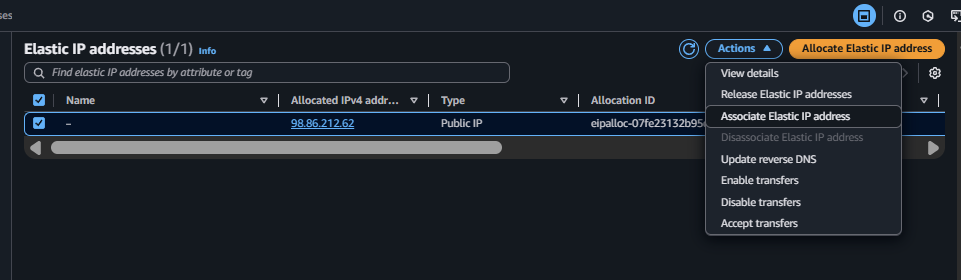 ses
Elastic IP addresses (1/1) Info
Actions
Allocate Elastic IP address
Find elastic IP addresses by attribute or tag
Name
Allocated IPv4 addr...
Type
Allocation ID
–
98.86.212.62
Public IP
eipalloc-07fe23132b95
View details
Release Elastic IP addresses
Associate Elastic IP address
Disassociate Elastic IP address
Update reverse DNS
Enable transfers
Disable transfers
Accept transfers